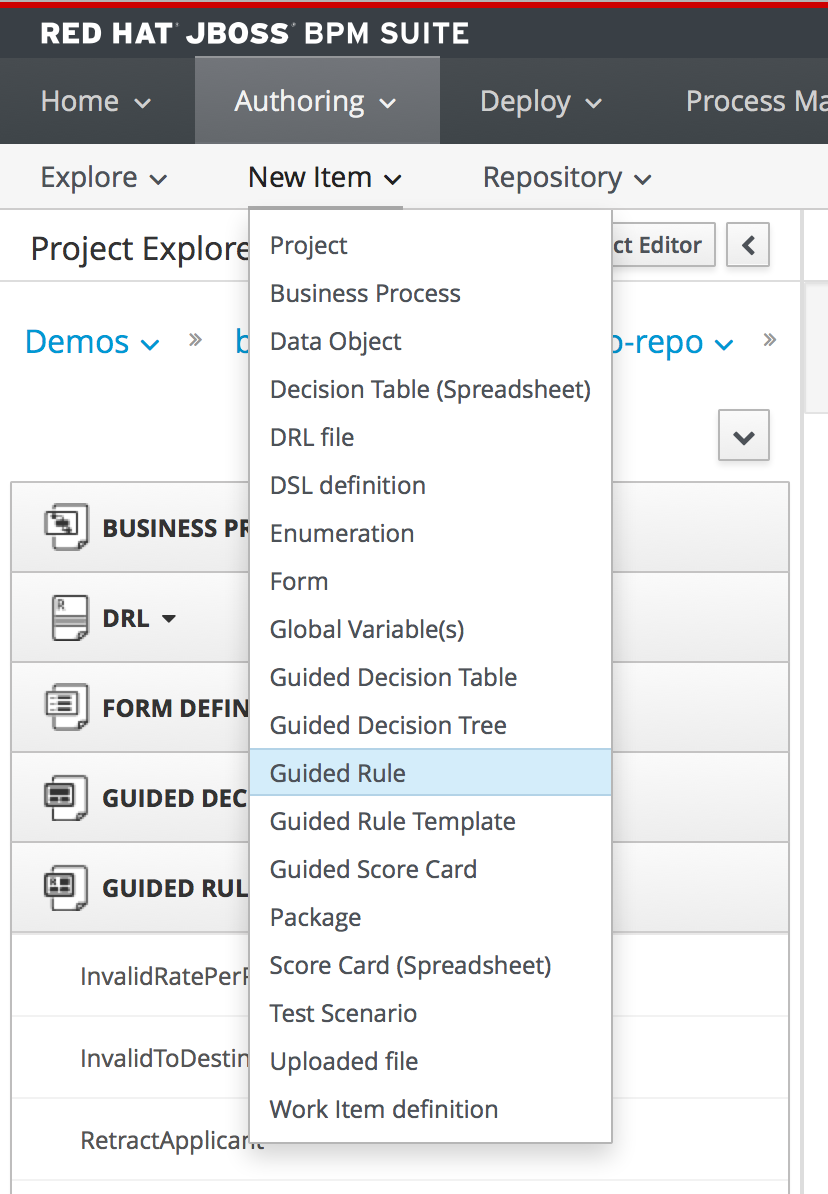 RED HAT JBOSS BPM SUITE
Home Authoring Deploy Process Ma
Explore New Item Repository
Project Explore ct Editor
Demos » b o-repo »
Project
Business Process
Data Object
Decision Table (Spreadsheet)
DRL file
DSL definition
Enumeration
Form
Global Variable(s)
Guided Decision Table
Guided Decision Tree
Guided Rule
Guided Rule Template
Guided Score Card
Package
Score Card (Spreadsheet)
Test Scenario
Uploaded file
Work Item definition
BUSINESS PR
DRL
FORM DEFIN
GUIDED DEC
GUIDED RUL
InvalidRatePerF
InvalidToDestin
RetractApplicant